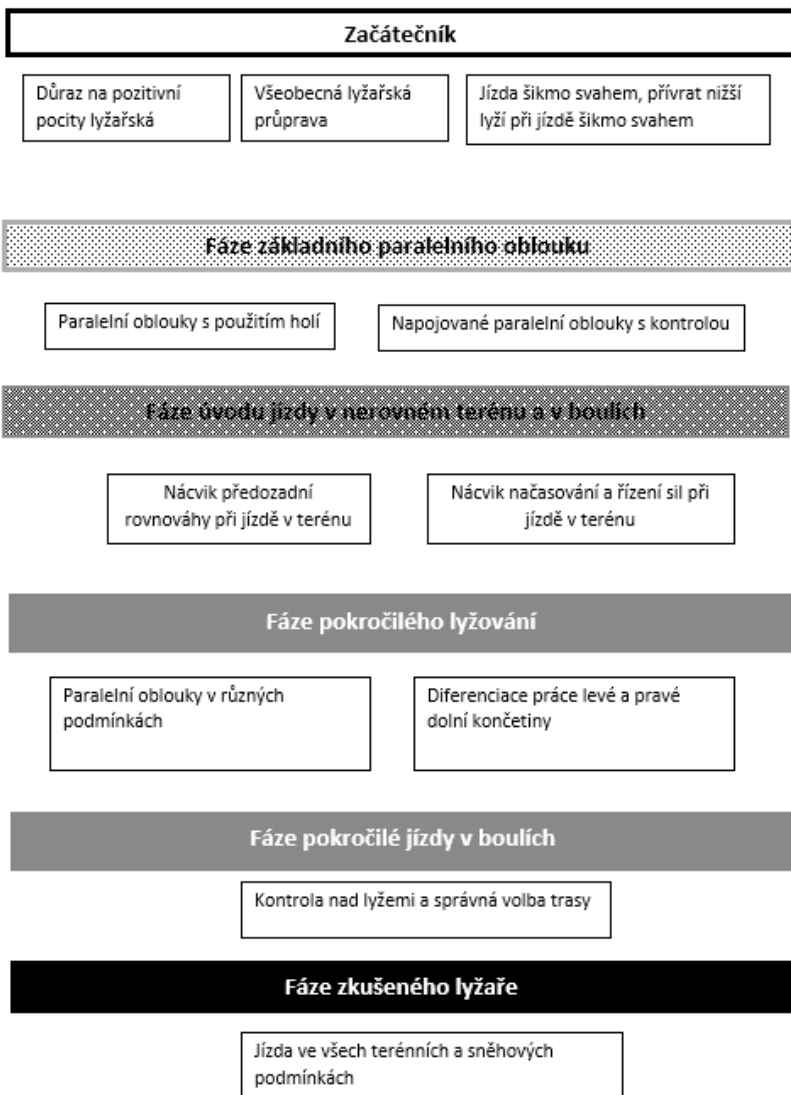 Začátečník
Důraz na pozitivní
pocity lyžařská
Všeobecná lyžařská
průprava
Jízda šikmo svahem, přívrat nižší
lyží při jízdě šikmo svahem
Fáze základního paralelního oblouku
Paralelní oblouky s použitím holí
Napojované paralelní oblouky s kontrolou
Fáze úvodu jízdy v nerovném terénu a v boulích
Nácvik předozadní
rovnováhy při jízdě v terénu
Nácvik načasování a řízení sil při
jízdě v terénu
Fáze pokročilého lyžování
Paralelní oblouky v různých
podmínkách
Diferenciace práce levé a pravé
dolní končetiny
Fáze pokročilé jízdy v boulích
Kontrola nad lyžemi a správná volba trasy
Fáze zkušeného lyžaře
Jízda ve všech terénních a sněhových
podmínkách